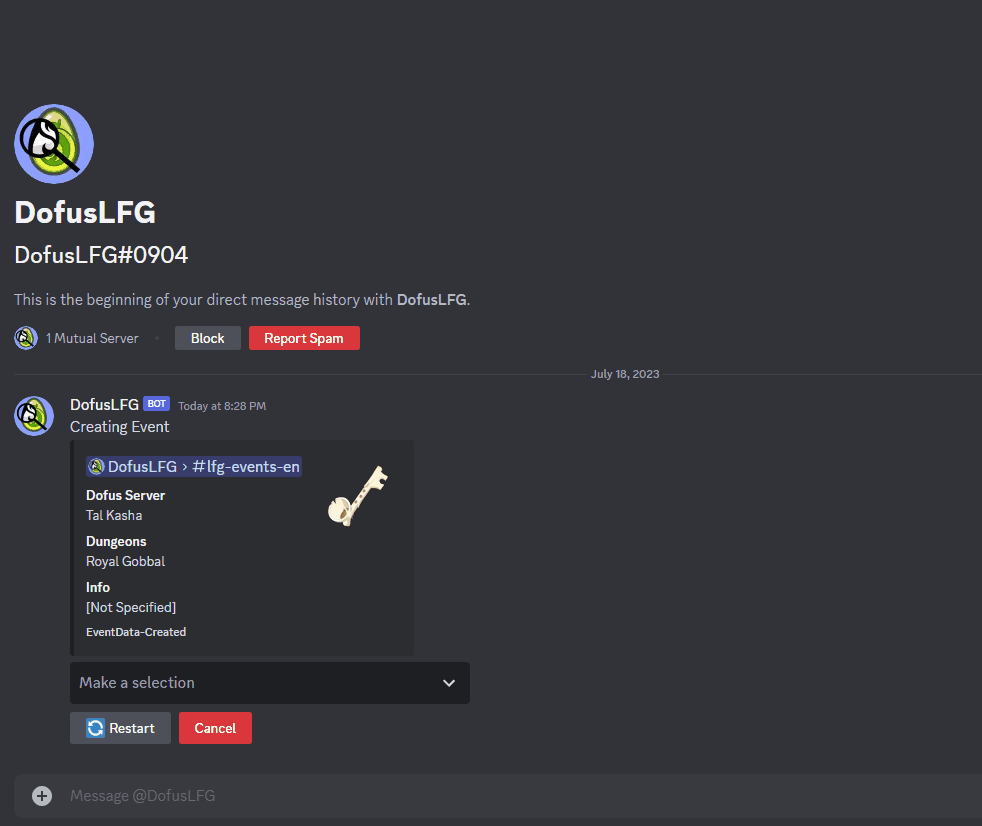 DofusLFG
DofusLFG#0904
This is the beginning of your direct message history with DofusLFG.
1 Mutual Server Block Report Spam
July 18, 2023
DofusLFG BOT Today at 8:28 PM
Creating Event
DofusLFG › #lfg-events-en
Dofus Server
Tal Kasha
Dungeons
Royal Gobbal
Info
[Not Specified]
EventData-Created
Make a selection
Restart Cancel
Message @DofusLFG